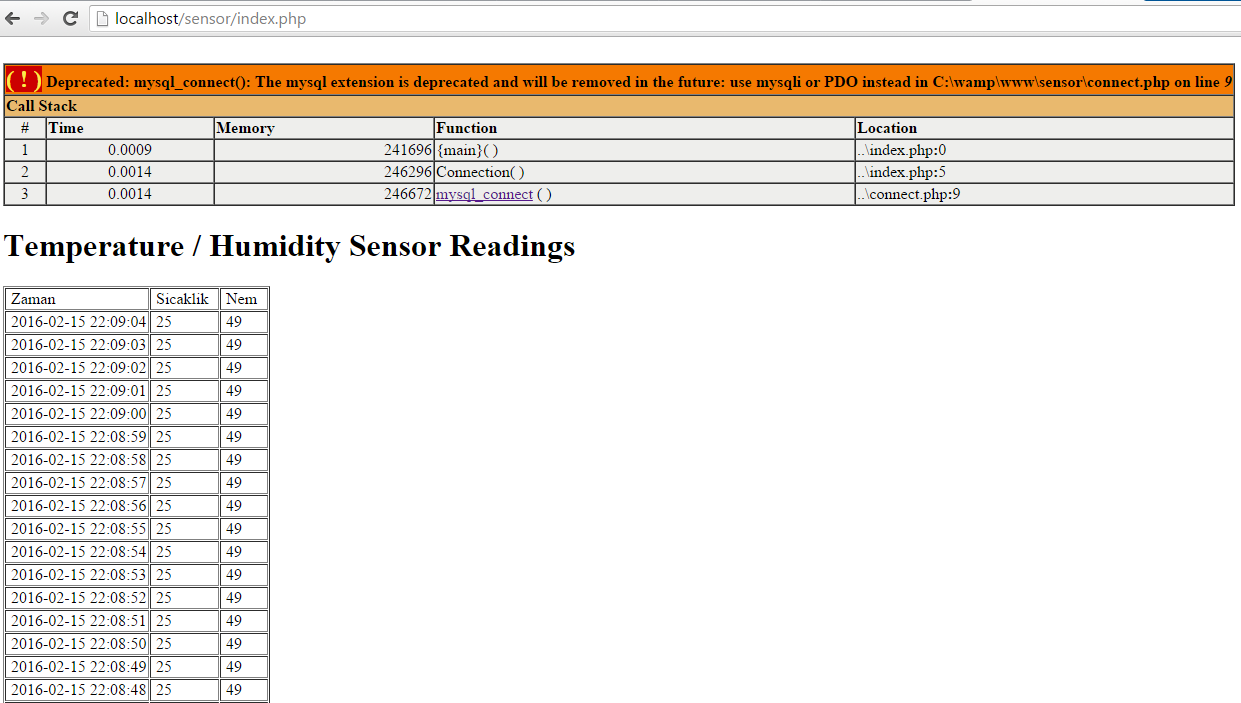 localhost/sensor/index.php
( ! ) Deprecated: mysql_connect(): The mysql extension is deprecated and will be removed in the future: use mysqli or PDO instead in C:\wamp\www\sensor\connect.php on line 9
Call Stack
# Time Memory Function Location
1 0.0009 241696 {main}( ) ..\index.php:0
2 0.0014 246296 Connection( ) ..\index.php:5
3 0.0014 246672 mysql_connect ( ) ..\connect.php:9
Temperature / Humidity Sensor Readings
Zaman Sicaklik Nem
2016-02-15 22:09:04 25 49
2016-02-15 22:09:03 25 49
2016-02-15 22:09:02 25 49
2016-02-15 22:09:01 25 49
2016-02-15 22:09:00 25 49
2016-02-15 22:08:59 25 49
2016-02-15 22:08:58 25 49
2016-02-15 22:08:57 25 49
2016-02-15 22:08:56 25 49
2016-02-15 22:08:55 25 49
2016-02-15 22:08:54 25 49
2016-02-15 22:08:53 25 49
2016-02-15 22:08:52 25 49
2016-02-15 22:08:51 25 49
2016-02-15 22:08:50 25 49
2016-02-15 22:08:49 25 49
2016-02-15 22:08:48 25 49